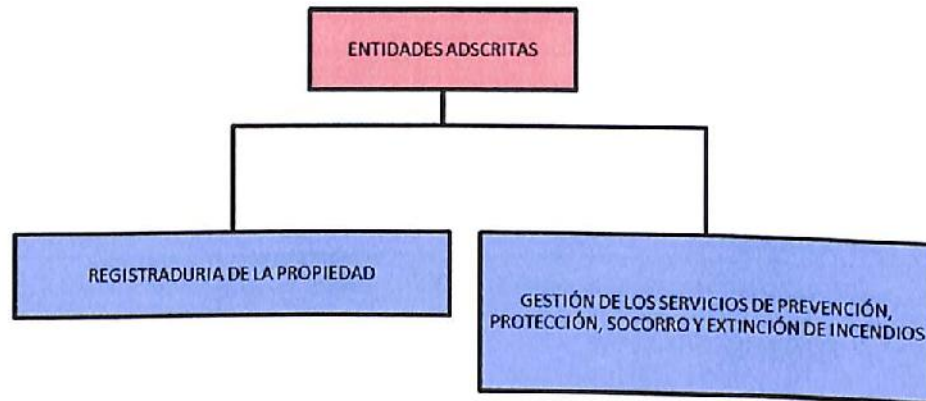 ENTIDADES ADSCRITAS
REGISTRADURIA DE LA PROPIEDAD
GESTIÓN DE LOS SERVICIOS DE PREVENCIÓN,
PROTECCIÓN, SOCORRO Y EXTINCIÓN DE INCENDIOS